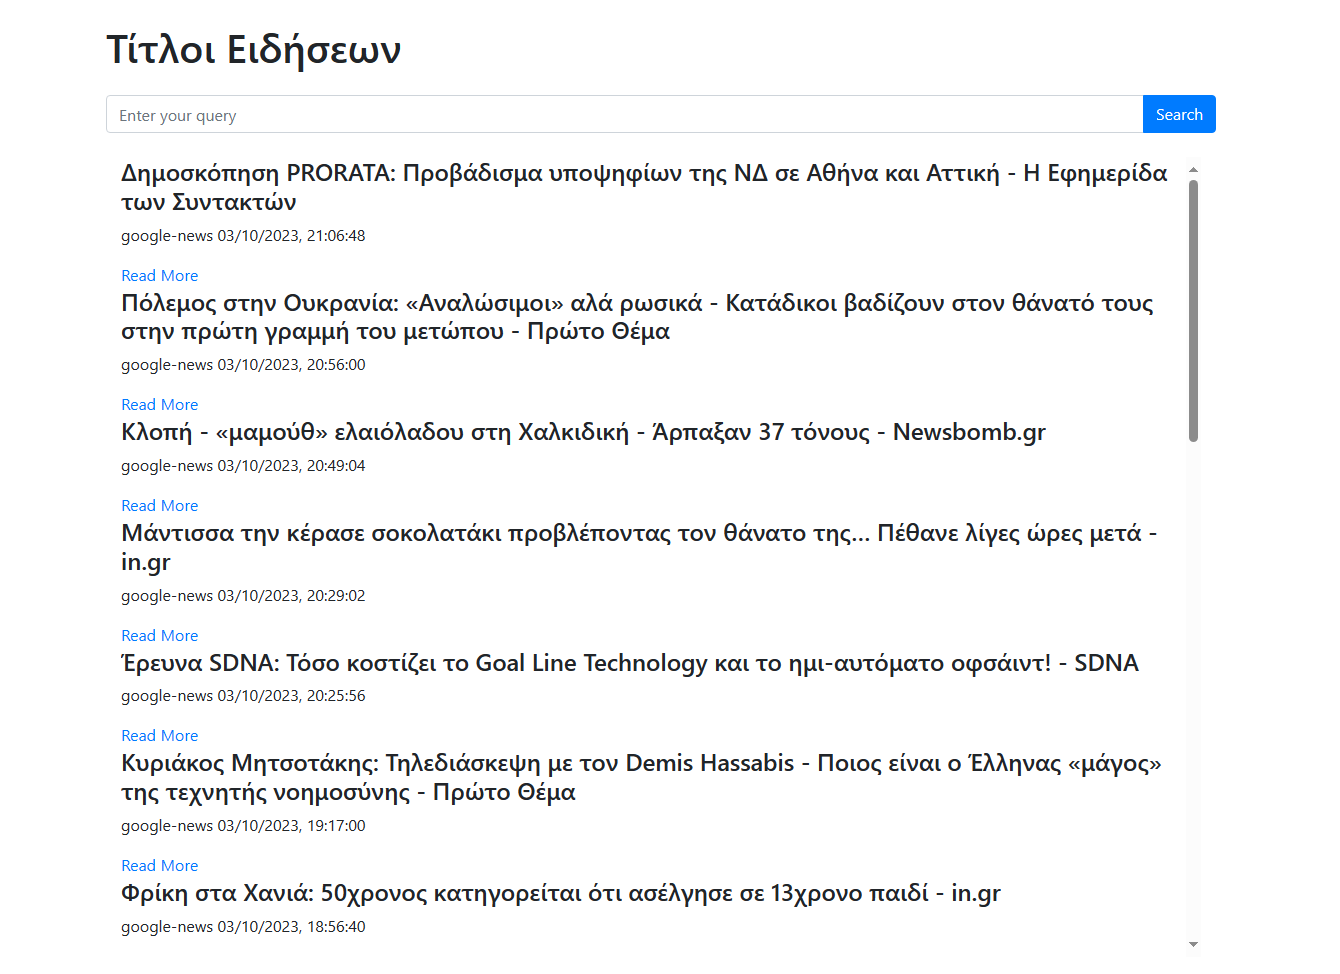 Τίτλοι Ειδήσεων
Enter your query
Search
Δημοσκόπηση PRORATA: Προβάδισμα υποψηφίων της ΝΔ σε Αθήνα και Αττική - Η Εφημερίδα
των Συντακτών
google-news 03/10/2023, 21:06:48
Read More
Πόλεμος στην Ουκρανία: «Αναλώσιμοι» αλά ρωσικά - Κατάδικοι βαδίζουν στον θάνατό τους
στην πρώτη γραμμή του μετώπου - Πρώτο Θέμα
google-news 03/10/2023, 20:56:00
Read More
Κλοπή - «μαμούθ» ελαιόλαδου στη Χαλκιδική - Άρπαξαν 37 τόνους - Newsbomb.gr
google-news 03/10/2023, 20:49:04
Read More
Μάντισσα την κέρασε σοκολατάκι προβλέποντας τον θάνατο της... Πέθανε λίγες ώρες μετά -
in.gr
google-news 03/10/2023, 20:29:02
Read More
Έρευνα SDNA: Τόσο κοστίζει το Goal Line Technology και το ημι-αυτόματο οφσάιντ! - SDNA
google-news 03/10/2023, 20:25:56
Read More
Κυριάκος Μητσοτάκης: Τηλεδιάσκεψη με τον Demis Hassabis - Ποιος είναι ο Έλληνας «μάγος»
της τεχνητής νοημοσύνης - Πρώτο Θέμα
google-news 03/10/2023, 19:17:00
Read More
Φρίκη στα Χανιά: 50χρονος κατηγορείται ότι ασέλγησε σε 13χρονο παιδί - in.gr
google-news 03/10/2023, 18:56:40